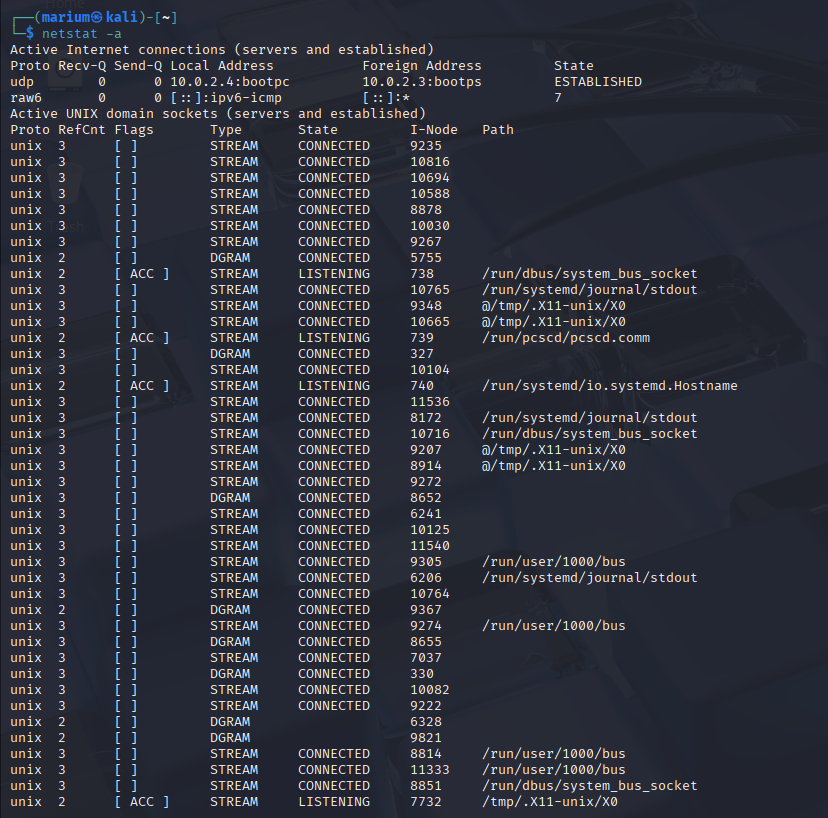 ┌──(marium㉿kali)-[~]
└─$ netstat -a
Active Internet connections (servers and established)
Proto Recv-Q Send-Q Local Address           Foreign Address         State
udp        0      0 10.0.2.4:bootpc         10.0.2.3:bootps         ESTABLISHED
raw6       0      0 [::]:ipv6-icmp          [::]:*                  7
Active UNIX domain sockets (servers and established)
Proto RefCnt Flags       Type       State         I-Node   Path
unix  3      [ ]         STREAM     CONNECTED     9235
unix  3      [ ]         STREAM     CONNECTED     10816
unix  3      [ ]         STREAM     CONNECTED     10694
unix  3      [ ]         STREAM     CONNECTED     10588
unix  3      [ ]         STREAM     CONNECTED     8878
unix  3      [ ]         STREAM     CONNECTED     10030
unix  3      [ ]         STREAM     CONNECTED     9267
unix  2      [ ]         DGRAM      CONNECTED     5755
unix  2      [ ACC ]     STREAM     LISTENING     738      /run/dbus/system_bus_socket
unix  3      [ ]         STREAM     CONNECTED     10765    /run/systemd/journal/stdout
unix  3      [ ]         STREAM     CONNECTED     9348     @/tmp/.X11-unix/X0
unix  3      [ ]         STREAM     CONNECTED     10665    @/tmp/.X11-unix/X0
unix  2      [ ACC ]     STREAM     LISTENING     739      /run/pcscd/pcscd.comm
unix  3      [ ]         DGRAM      CONNECTED     327
unix  3      [ ]         STREAM     CONNECTED     10104
unix  2      [ ACC ]     STREAM     LISTENING     740      /run/systemd/io.systemd.Hostname
unix  3      [ ]         STREAM     CONNECTED     11536
unix  3      [ ]         STREAM     CONNECTED     8172     /run/systemd/journal/stdout
unix  3      [ ]         STREAM     CONNECTED     10716    /run/dbus/system_bus_socket
unix  3      [ ]         STREAM     CONNECTED     9207     @/tmp/.X11-unix/X0
unix  3      [ ]         STREAM     CONNECTED     8914     @/tmp/.X11-unix/X0
unix  3      [ ]         STREAM     CONNECTED     9272
unix  3      [ ]         DGRAM      CONNECTED     8652
unix  3      [ ]         STREAM     CONNECTED     6241
unix  3      [ ]         STREAM     CONNECTED     10125
unix  3      [ ]         STREAM     CONNECTED     11540
unix  3      [ ]         STREAM     CONNECTED     9305     /run/user/1000/bus
unix  3      [ ]         STREAM     CONNECTED     6206     /run/systemd/journal/stdout
unix  3      [ ]         STREAM     CONNECTED     10764
unix  2      [ ]         DGRAM      CONNECTED     9367
unix  3      [ ]         STREAM     CONNECTED     9274     /run/user/1000/bus
unix  3      [ ]         DGRAM      CONNECTED     8655
unix  3      [ ]         STREAM     CONNECTED     7037
unix  3      [ ]         DGRAM      CONNECTED     330
unix  3      [ ]         STREAM     CONNECTED     10082
unix  3      [ ]         STREAM     CONNECTED     9222
unix  2      [ ]         DGRAM                    6328
unix  2      [ ]         DGRAM                    9821
unix  3      [ ]         STREAM     CONNECTED     8814     /run/user/1000/bus
unix  3      [ ]         STREAM     CONNECTED     11333    /run/user/1000/bus
unix  3      [ ]         STREAM     CONNECTED     8851     /run/dbus/system_bus_socket
unix  2      [ ACC ]     STREAM     LISTENING     7732     /tmp/.X11-unix/X0